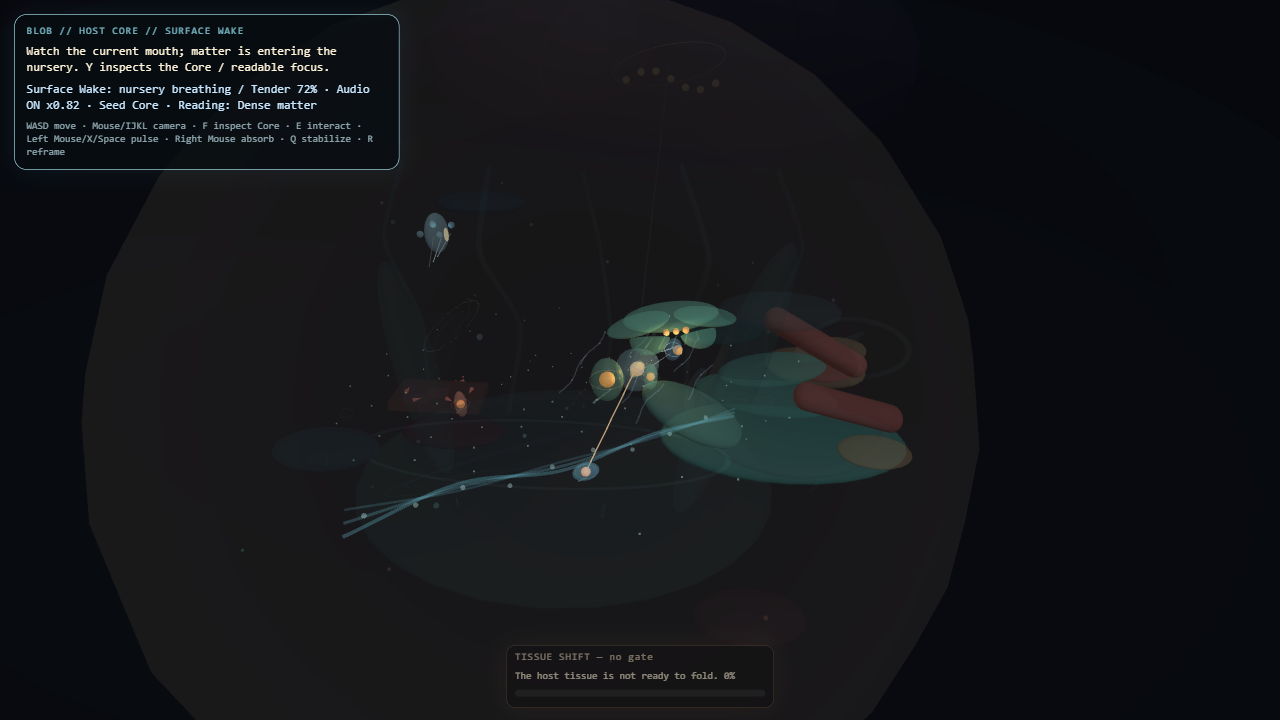 BLOB // HOST CORE // SURFACE WAKE
Watch the current mouth; matter is entering the
nursery. Y inspects the Core / readable focus.
Surface Wake: nursery breathing / Tender 72% · Audio
ON x0.82 · Seed Core · Reading: Dense matter
WASD move · Mouse/IJKL camera · F inspect Core · E interact ·
Left Mouse/X/Space pulse · Right Mouse absorb · Q stabilize · R
reframe
TISSUE SHIFT — no gate
The host tissue is not ready to fold. 0%